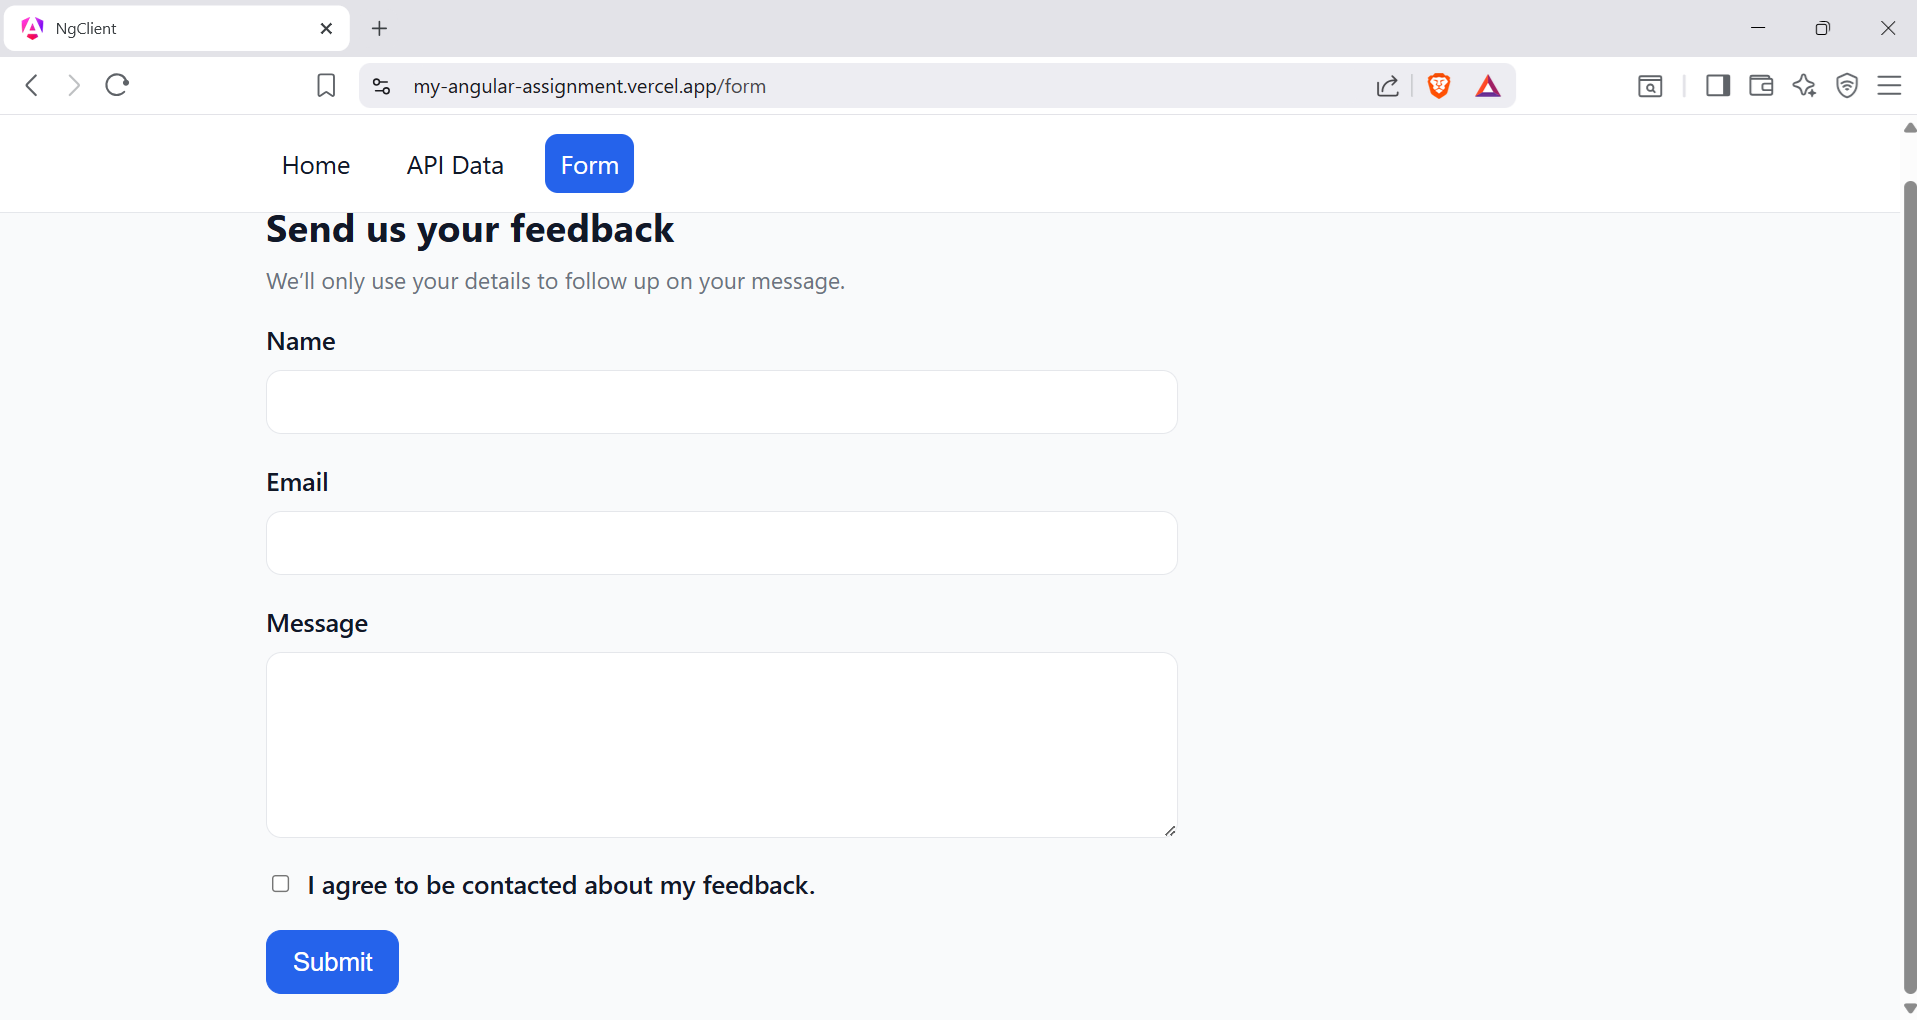 NgClient
my-angular-assignment.vercel.app/form
Home API Data Form
Send us your feedback
We’ll only use your details to follow up on your message.
Name
Email
Message
I agree to be contacted about my feedback.
Submit